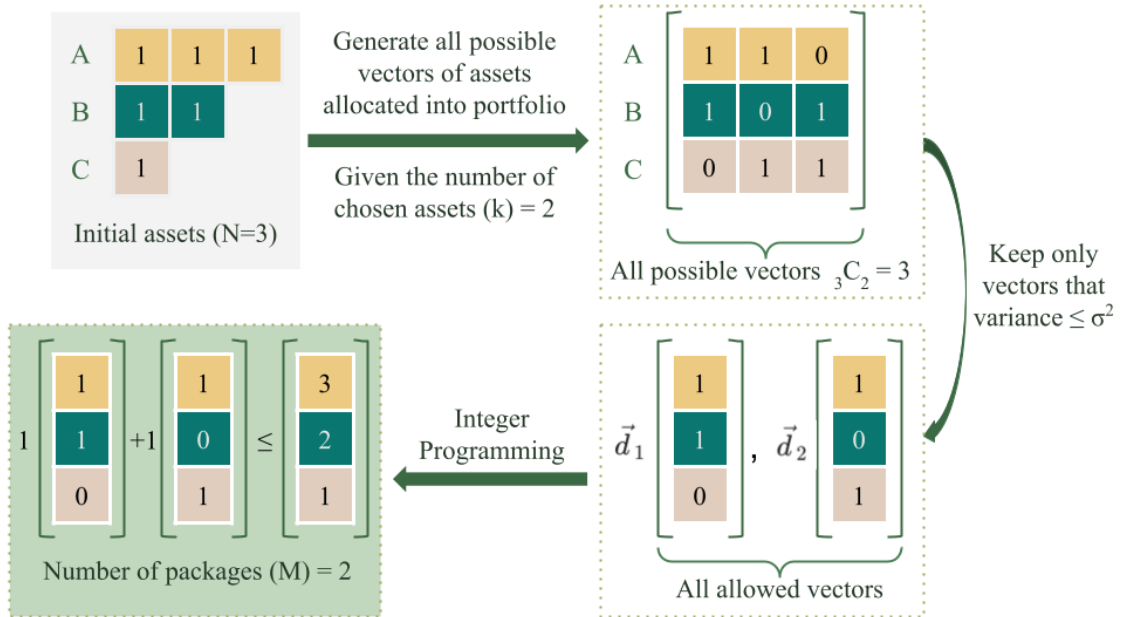 A 1 1 1
B 1 1
C 1
Initial assets (N=3)
Generate all possible
vectors of assets
allocated into portfolio
Given the number of
chosen assets (k) = 2
A 1 1 0
B 1 0 1
C 0 1 1
All possible vectors ₃C₂ = 3
Keep only
vectors that
variance ≤ σ²
d⃗₁ 1 1 0 , d⃗₂ 1 0 1
All allowed vectors
Integer
Programming
1 1 1 0 +1 1 0 1 ≤ 3 2 1
Number of packages (M) = 2